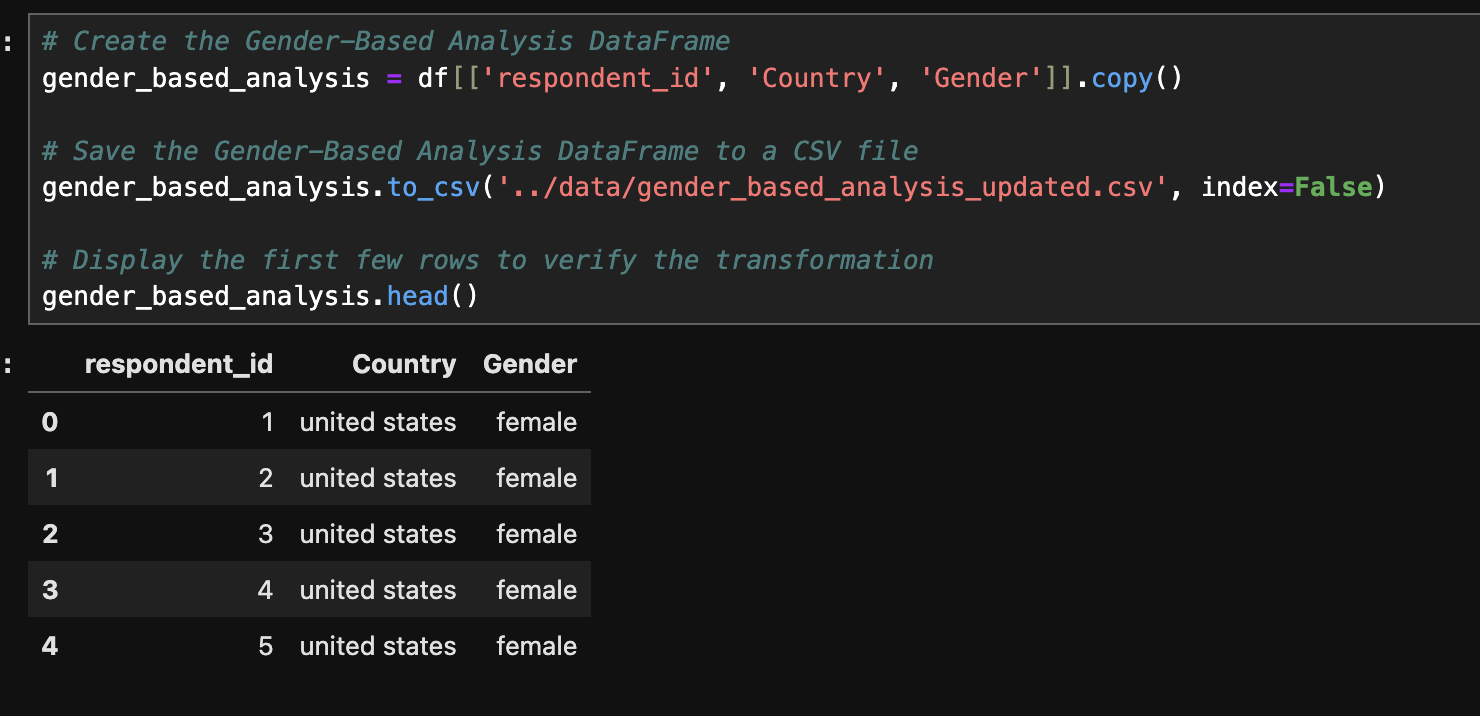 :
# Create the Gender-Based Analysis DataFrame
gender_based_analysis = df[['respondent_id', 'Country', 'Gender']].copy()
# Save the Gender-Based Analysis DataFrame to a CSV file
gender_based_analysis.to_csv('../data/gender_based_analysis_updated.csv', index=False)
# Display the first few rows to verify the transformation
gender_based_analysis.head()
:
respondent_id Country Gender
0 1 united states female
1 2 united states female
2 3 united states female
3 4 united states female
4 5 united states female